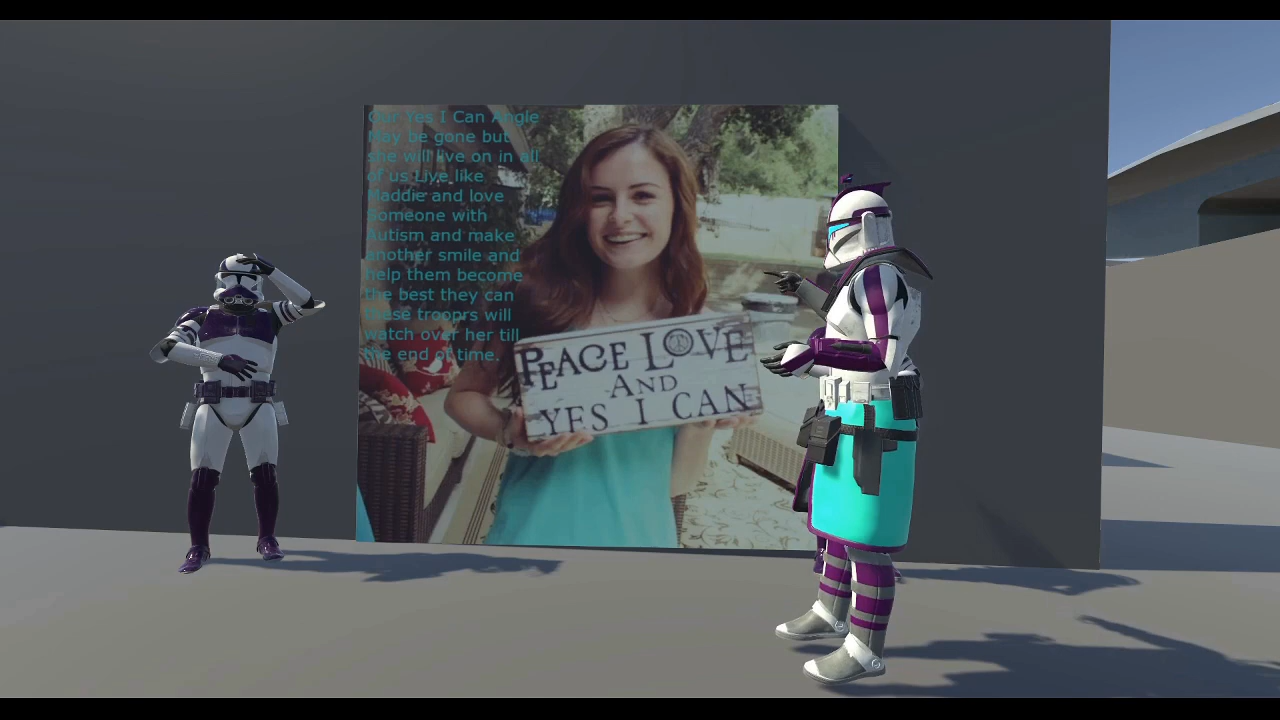 Our Yes I Can Angle
May be gone but
she will live on in all
of us Live like
Maddie and love
Someone with
Autism and make
another smile and
help them become
the best they can
these trooprs will
watch over her till
the end of time.
PEACE LOVE
AND
YES I CAN